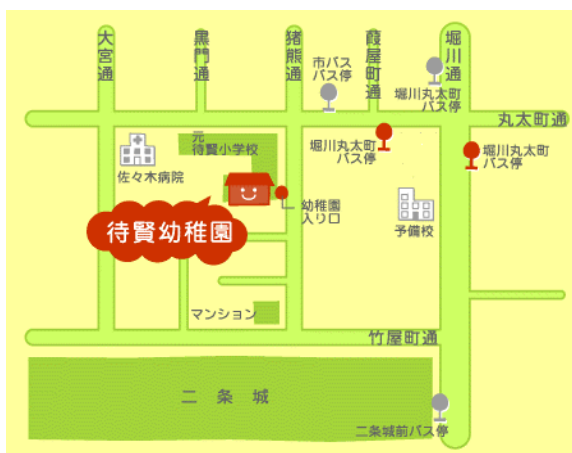 大宮通
黒門通
猪熊通
葭屋町通
堀川通
市バス
バス停
堀川丸太町
バス停
丸太町通
元
待賢小学校
堀川丸太町
バス停
堀川丸太町
バス停
佐々木病院
幼稚園
入り口
予備校
待賢幼稚園
マンション
竹屋町通
二条城
二条城前バス停